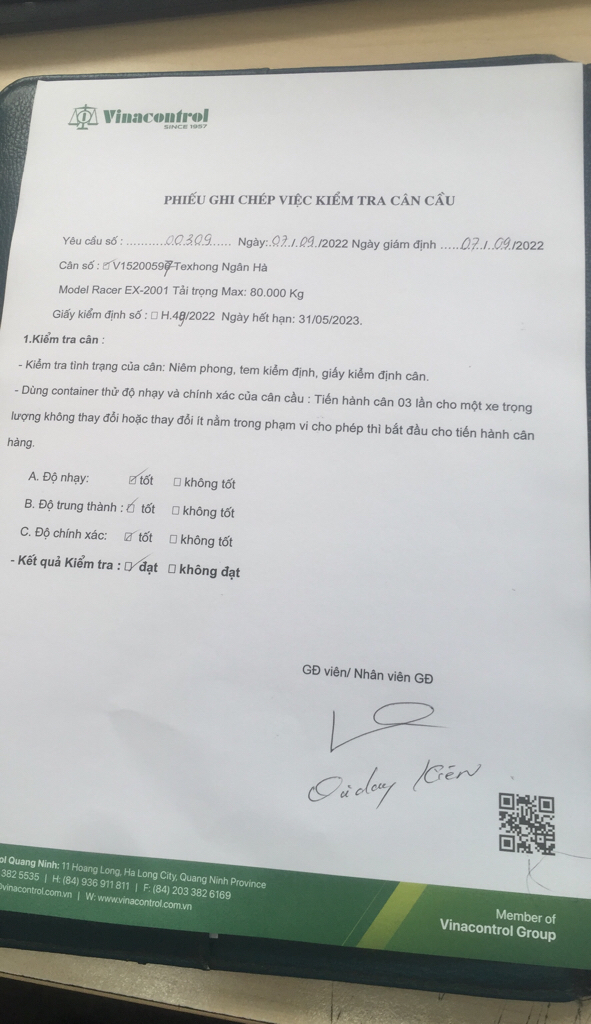 Vinacontrol
SINCE 1957
PHIẾU GHI CHÉP VIỆC KIỂM TRA CÂN CẦU
Yêu cầu số : ..........00309..... Ngày:.07./.09./2022 Ngày giám định .....07./.09./2022
Cân số : ☑ V1520059 -Texhong Ngân Hà
Model Racer EX-2001 Tải trọng Max: 80.000 Kg
Giấy kiểm định số : ☐ H.49/2022 Ngày hết hạn: 31/05/2023.
1.Kiểm tra cân :
- Kiểm tra tình trạng của cân: Niêm phong, tem kiểm định, giấy kiểm định cân.
- Dùng container thử độ nhạy và chính xác của cân cầu : Tiến hành cân 03 lần cho một xe trọng
lượng không thay đổi hoặc thay đổi ít nằm trong phạm vi cho phép thì bắt đầu cho tiến hành cân
hàng.
A. Độ nhạy: ☑ tốt ☐ không tốt
B. Độ trung thành : ☑ tốt ☐ không tốt
C. Độ chính xác: ☑ tốt ☐ không tốt
- Kết quả Kiểm tra : ☑ đạt ☐ không đạt
GĐ viên/ Nhân viên GĐ
Kiên
ol Quang Ninh: 11 Hoang Long, Ha Long City, Quang Ninh Province
382 5535 | H: (84) 936 911 811 | F: (84) 203 382 6169
vinacontrol.com.vn | W: www.vinacontrol.com.vn
Member of
Vinacontrol Group